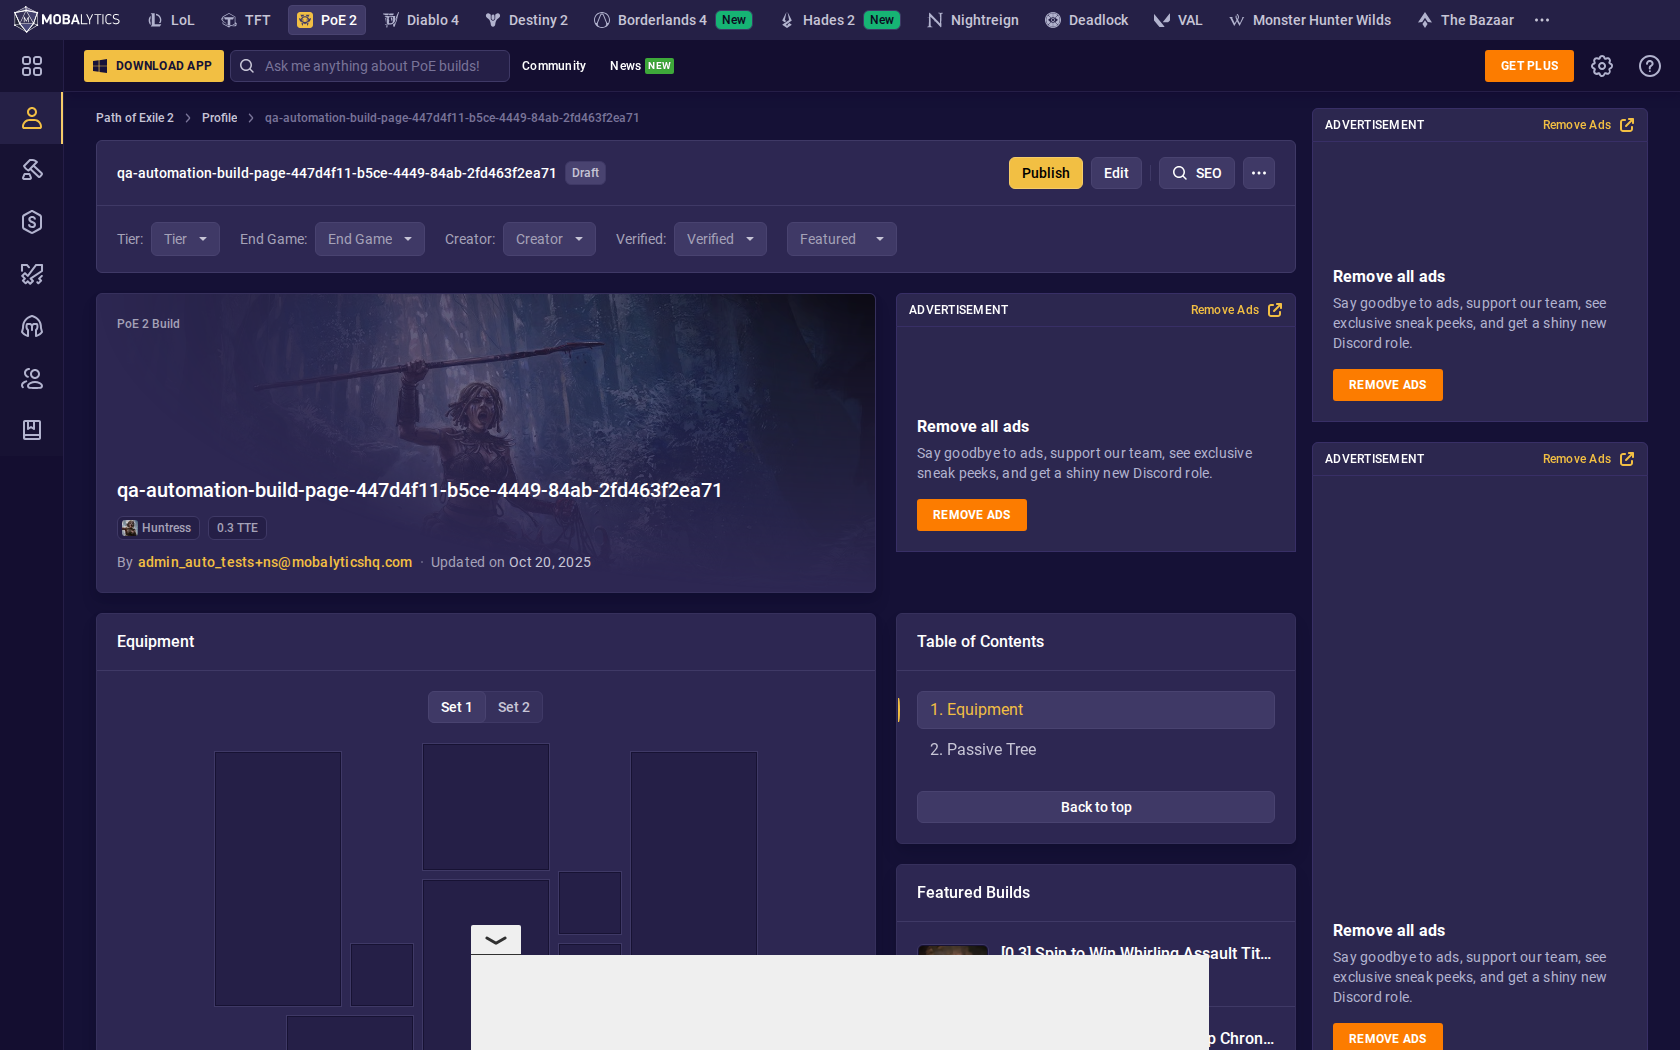 MOBALYTICS
LoL
TFT
PoE 2
Diablo 4
Destiny 2
Borderlands 4 New
Hades 2 New
Nightreign
Deadlock
VAL
Monster Hunter Wilds
The Bazaar
DOWNLOAD APP
Ask me anything about PoE builds!
Community
News NEW
GET PLUS
Path of Exile 2 > Profile > qa-automation-build-page-447d4f11-b5ce-4449-84ab-2fd463f2ea71
qa-automation-build-page-447d4f11-b5ce-4449-84ab-2fd463f2ea71 Draft
Publish
Edit
SEO
Tier: Tier
End Game: End Game
Creator: Creator
Verified: Verified
Featured
PoE 2 Build
qa-automation-build-page-447d4f11-b5ce-4449-84ab-2fd463f2ea71
Huntress
0.3 TTE
By admin_auto_tests+ns@mobalyticshq.com · Updated on Oct 20, 2025
ADVERTISEMENT
Remove Ads
Remove all ads
Say goodbye to ads, support our team, see exclusive
sneak peeks, and get a shiny new Discord role.
REMOVE ADS
Equipment
Set 1
Set 2
Table of Contents
1. Equipment
2. Passive Tree
Back to top
Featured Builds
[0.3] Spin to Win Whirling Assault Tit...
p Chron...
ADVERTISEMENT
Remove Ads
Remove all ads
Say goodbye to ads, support our team, see
exclusive sneak peeks, and get a shiny new
Discord role.
REMOVE ADS
ADVERTISEMENT
Remove Ads
Remove all ads
Say goodbye to ads, support our team, see
exclusive sneak peeks, and get a shiny new
Discord role.
REMOVE ADS